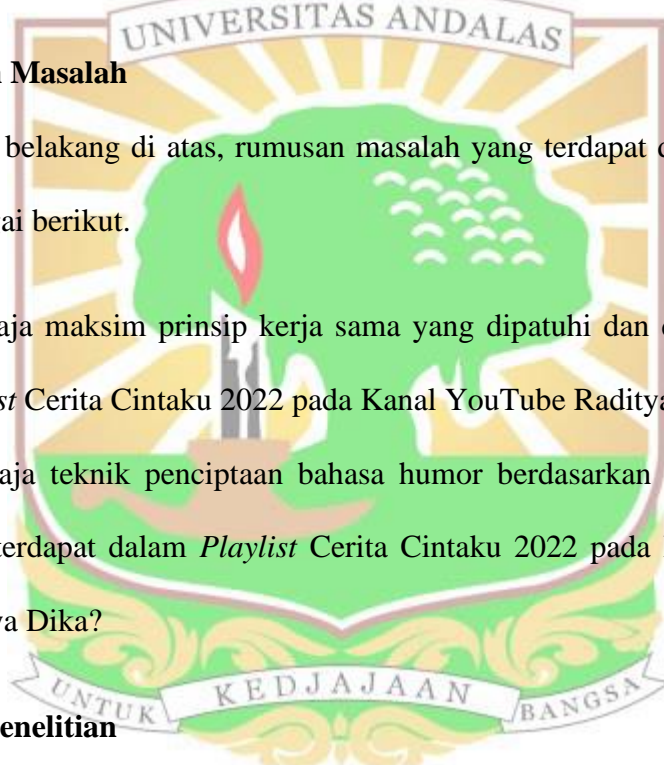 UNIVERSITAS ANDALAS
Masalah
belakang di atas, rumusan masalah yang terdapat
ai berikut.
aja maksim prinsip kerja sama yang dipatuhi dan
st Cerita Cintaku 2022 pada Kanal YouTube Raditya
aja teknik penciptaan bahasa humor berdasarkan
terdapat dalam Playlist Cerita Cintaku 2022 pada
ya Dika?
UNTUK KEDJAJAAN BANGSA
enelitian